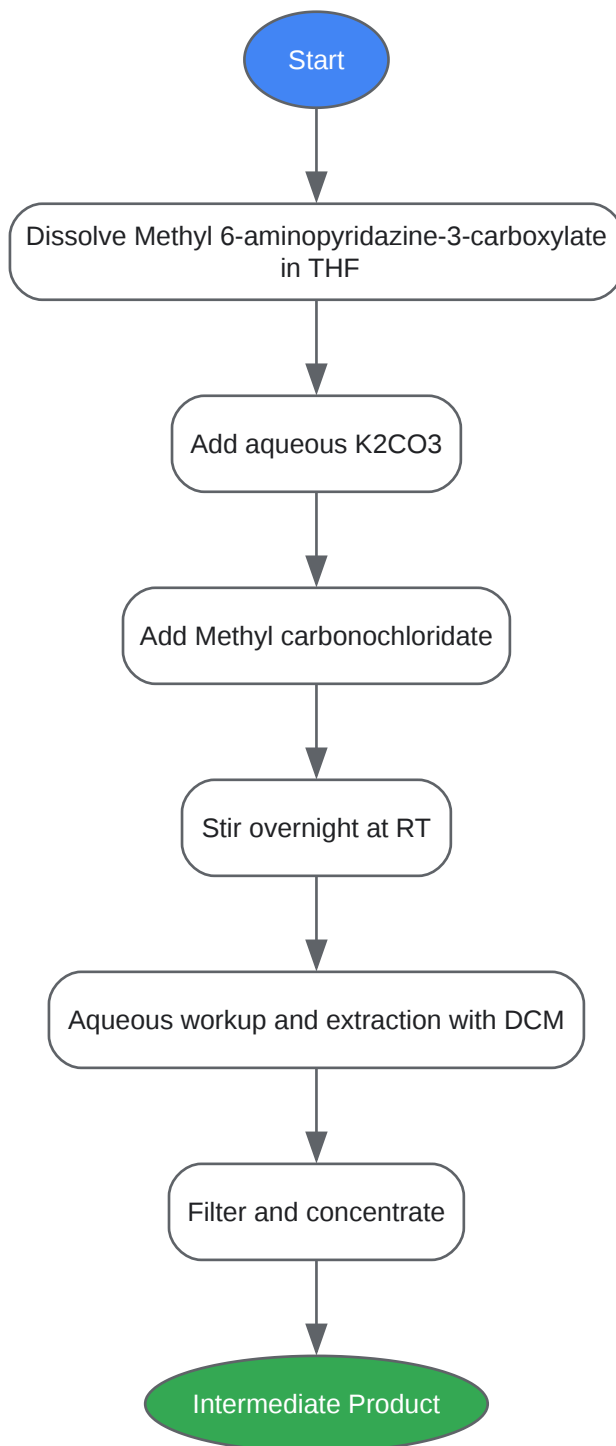 Start
Dissolve Methyl 6-aminopyridazine-3-carboxylate
in THF
Add aqueous K2CO3
Add Methyl carbonochloridate
Stir overnight at RT
Aqueous workup and extraction with DCM
Filter and concentrate
Intermediate Product